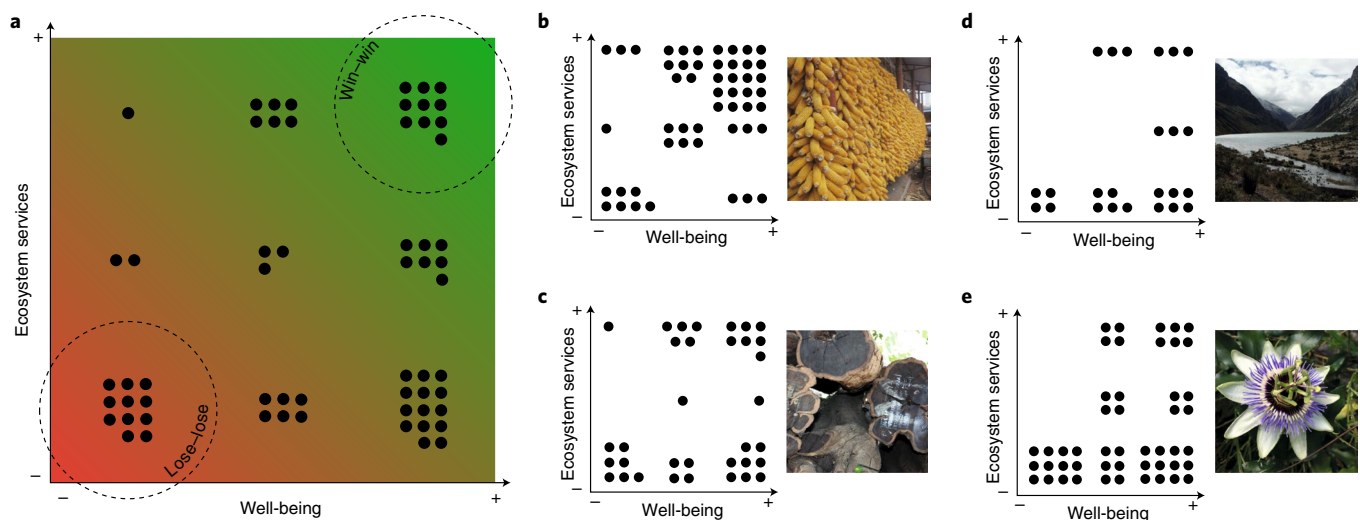 a
+
Ecosystem services
−
−
Well-being
+
Win–win
Lose–lose
b
+
Ecosystem services
−
−
Well-being
+
c
+
Ecosystem services
−
−
Well-being
+
d
+
Ecosystem services
−
−
Well-being
+
e
+
Ecosystem services
−
−
Well-being
+